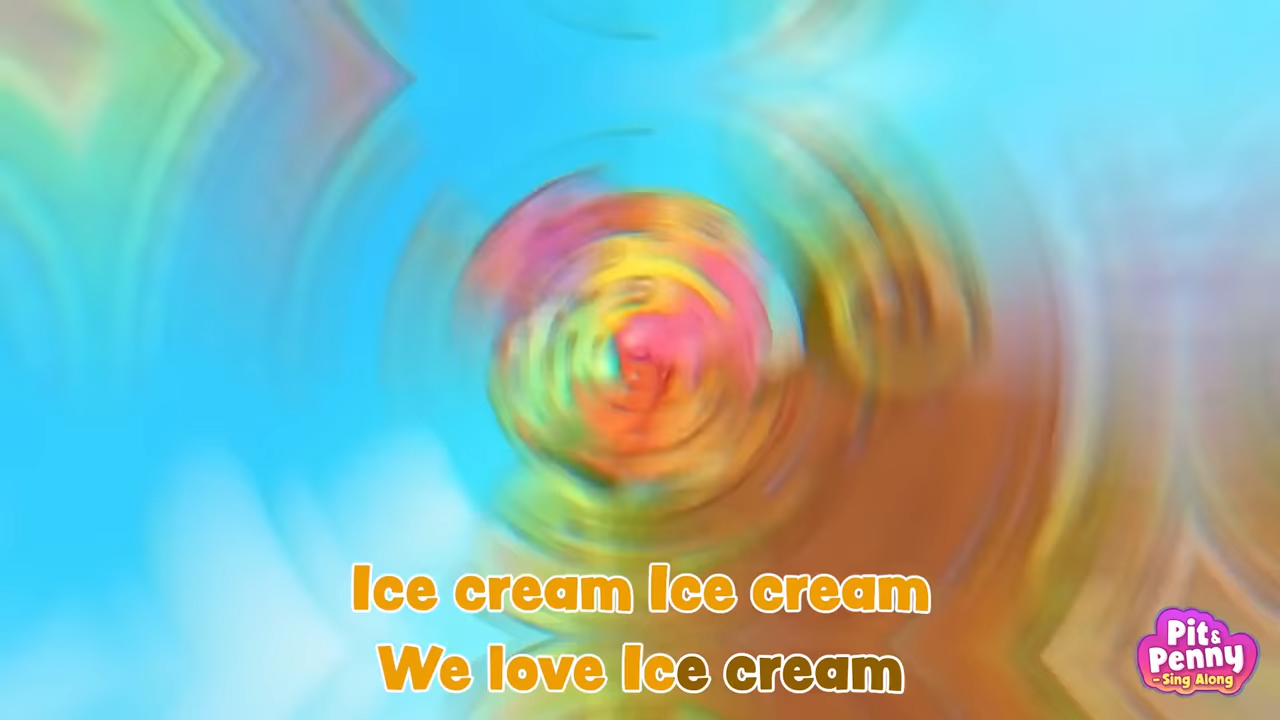 Ice cream Ice cream
We love Ice cream
Pit &
Penny
- Sing Along